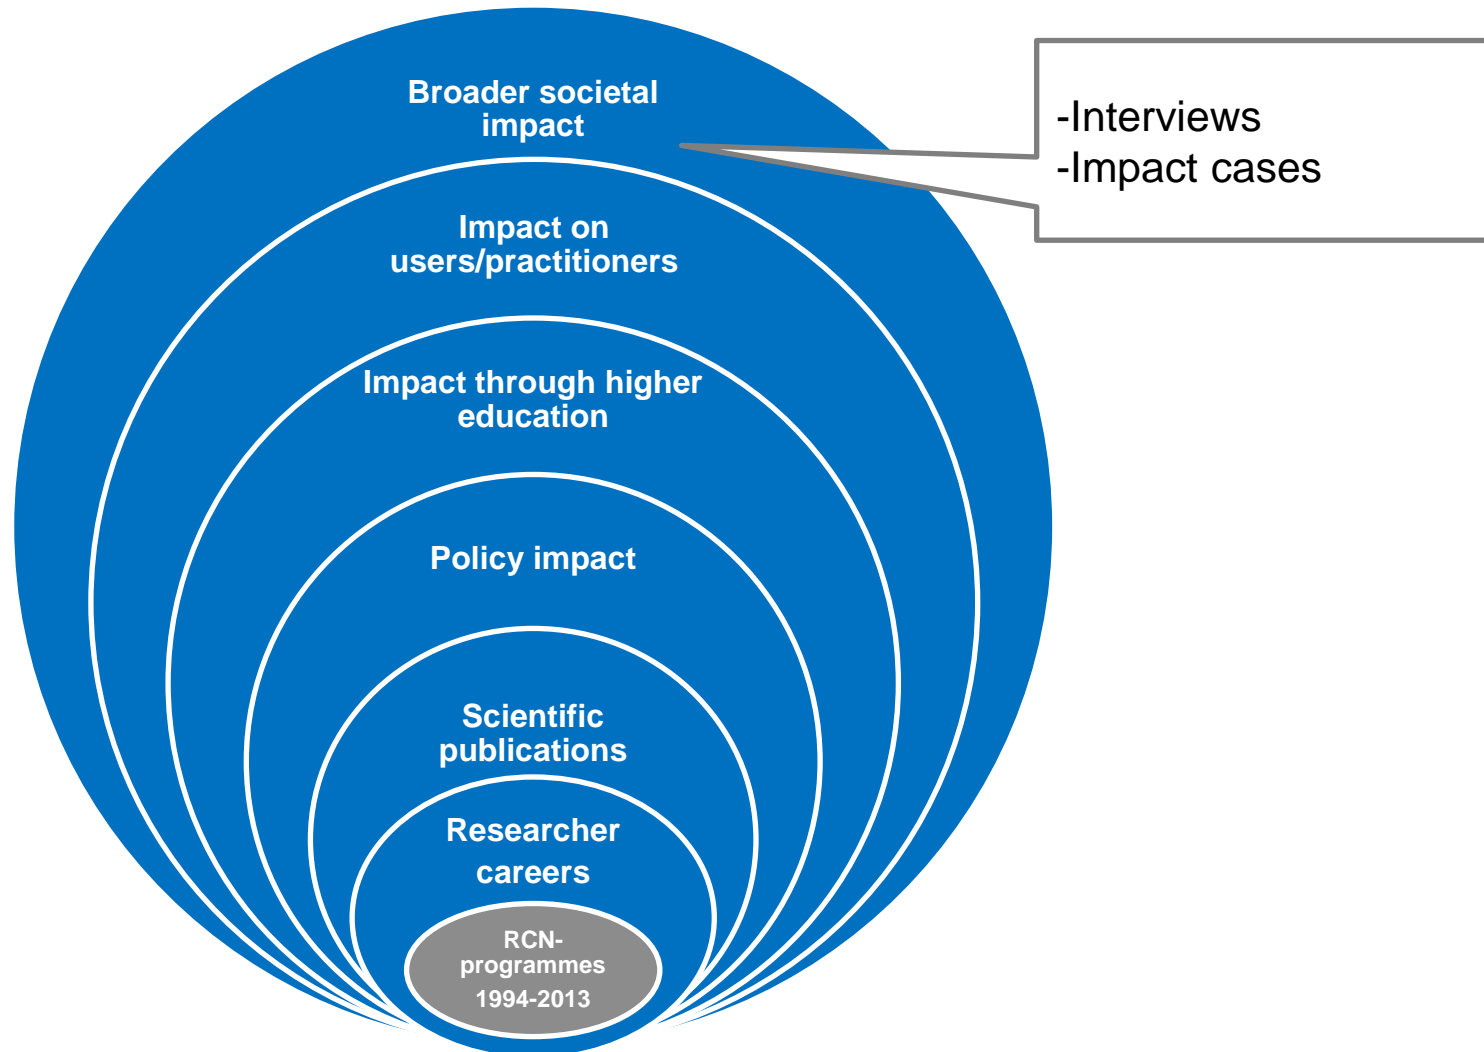 Broader societal
impact
-Interviews
-Impact cases
Impact on
users/practitioners
Impact through higher
education
Policy impact
Scientific
publications
Researcher
careers
RCN-
programmes
1994-2013